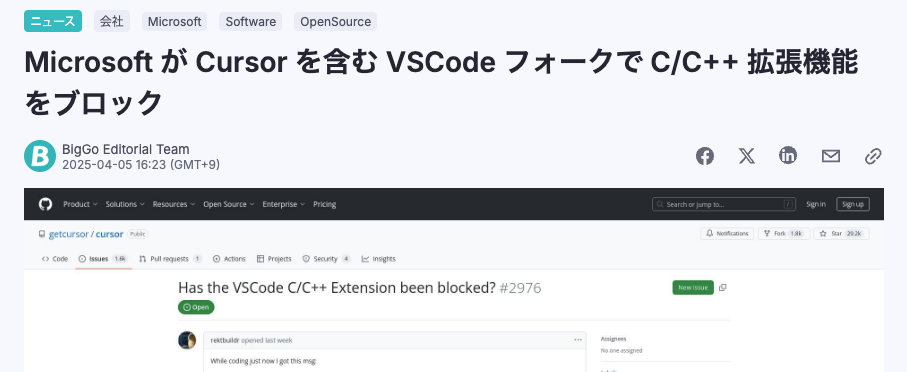 ニュース 会社 Microsoft Software OpenSource
Microsoft が Cursor を含む VSCode フォークで C/C++ 拡張機能
をブロック
B BigGo Editorial Team
2025-04-05 16:23 (GMT+9)
Product Solutions Resources Open Source Enterprise Pricing Search or jump to... / Sign in Sign up
getcursor / cursor Public Notifications Fork 1.8k Star 29.2k
Code Issues 1.6k Pull requests 1 Actions Projects Security 4 Insights
Has the VSCode C/C++ Extension been blocked? #2976 New issue
Open
rektbuildr opened last week ... Assignees
While coding just now I got this msg: No one assigned